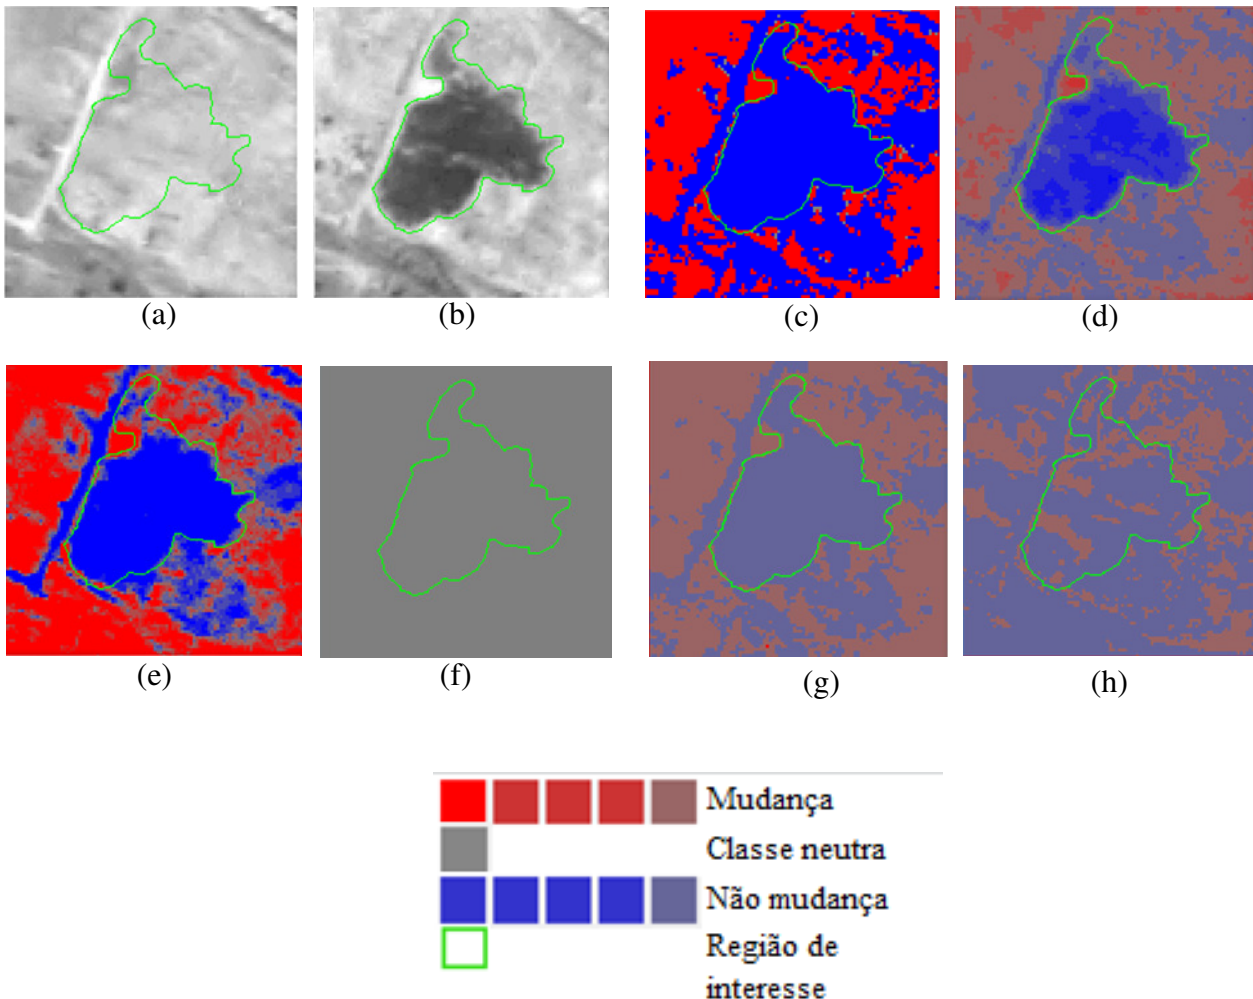 (a)
(b)
(c)
(d)
(e)
(f)
(g)
(h)
Mudança
Classe neutra
Não mudança
Região de
interesse